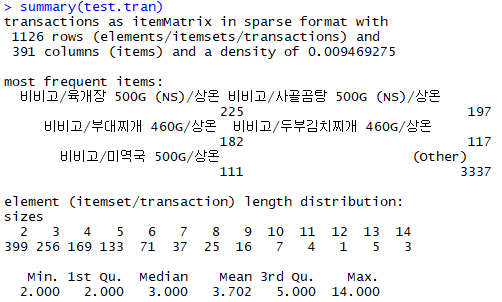 > summary(test.tran)
transactions as itemMatrix in sparse format with
1126 rows (elements/itemsets/transactions) and
391 columns (items) and a density of 0.009469275
most frequent items:
비비고/육개장 500G (NS)/상온 비비고/사골곰탕 500G (NS)/상온
225 197
비비고/부대찌개 460G/상온 비비고/두부김치찌개 460G/상온
182 117
비비고/미역국 500G/상온 (Other)
111 3337
element (itemset/transaction) length distribution:
sizes
2 3 4 5 6 7 8 9 10 11 12 13 14
399 256 169 133 71 37 25 16 7 4 1 5 3
Min. 1st Qu. Median Mean 3rd Qu. Max.
2.000 2.000 3.000 3.702 5.000 14.000